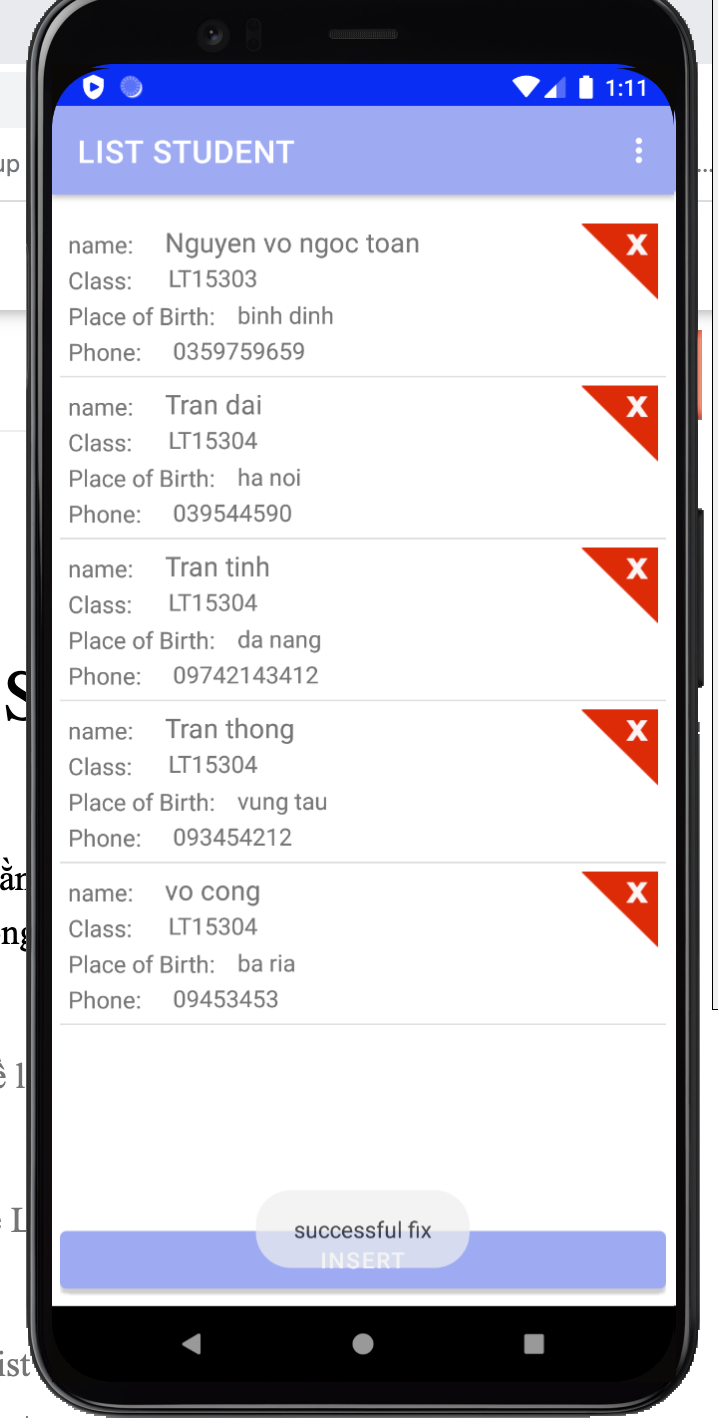 1:11
LIST STUDENT
up
...
name: Nguyen vo ngoc toan X
Class: LT15303
Place of Birth: binh dinh
Phone: 0359759659
name: Tran dai X
Class: LT15304
Place of Birth: ha noi
Phone: 039544590
name: Tran tinh X
Class: LT15304
Place of Birth: da nang
Phone: 09742143412
S
name: Tran thong X
Class: LT15304
Place of Birth: vung tau
Phone: 093454212
name: vo cong X
Class: LT15304
Place of Birth: ba ria
Phone: 09453453
successful fix
INSERT
ist